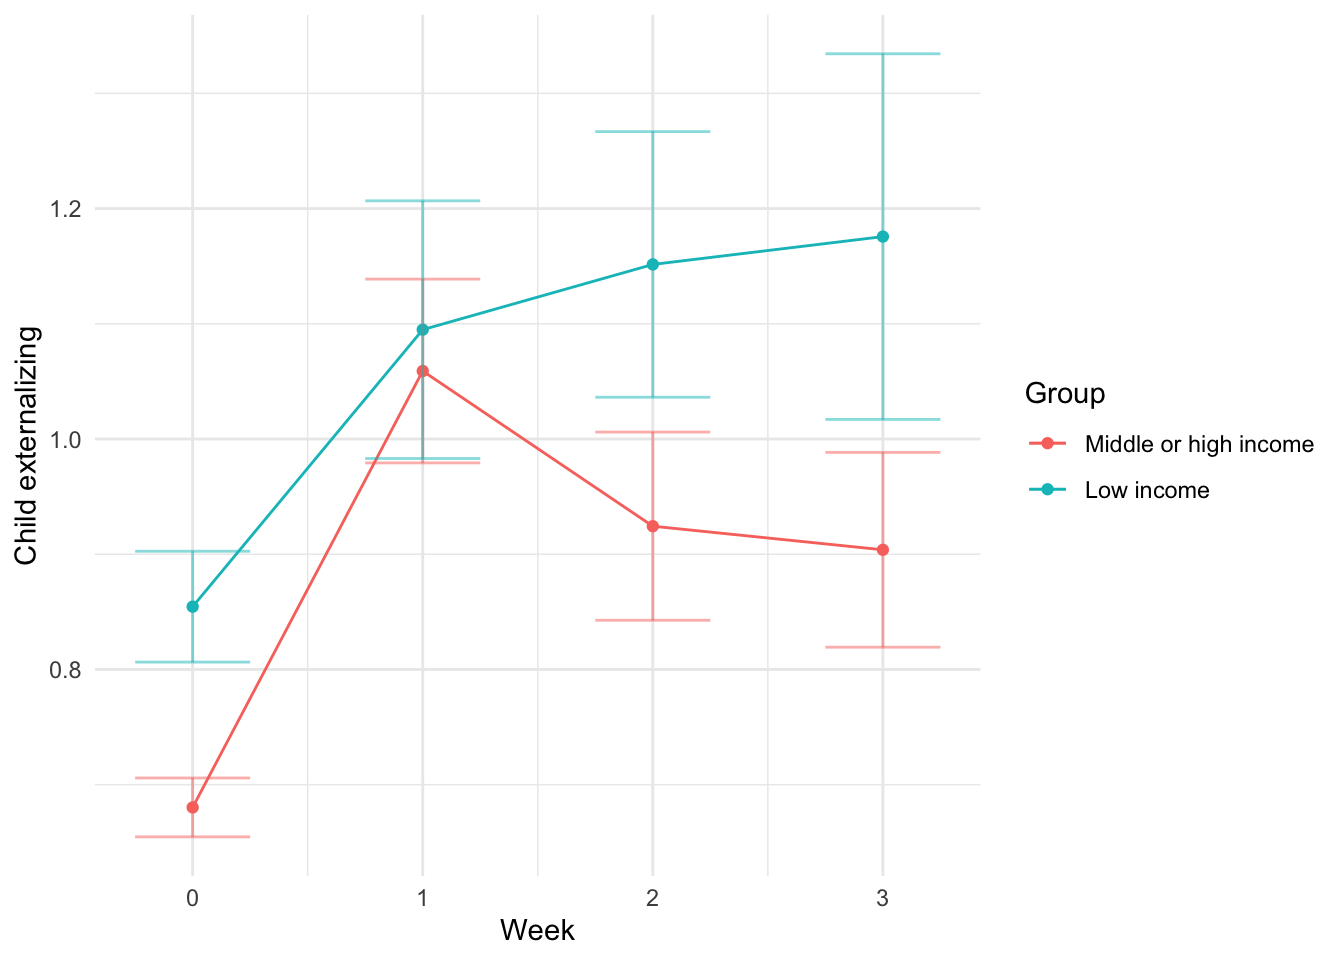 Child externalizing
1.2
1.0
0.8
0
1
2
3
Week
Group
Middle or high income
Low income